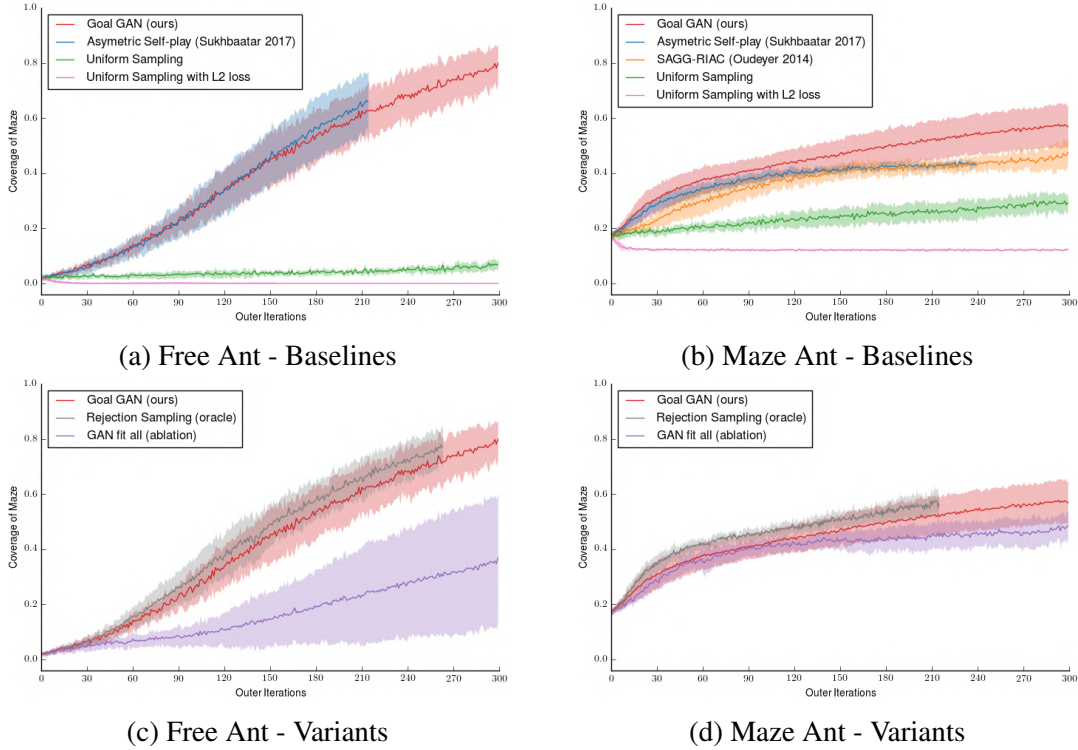 Goal GAN (ours)
Asymetric Self-play (Sukhbaatar 2017)
Uniform Sampling
Uniform Sampling with L2 loss
1.0
0.8
0.6
0.4
0.2
0.0
Coverage of Maze
0 30 60 90 120 150 180 210 240 270 300
Outer Iterations
(a) Free Ant - Baselines
Goal GAN (ours)
Asymetric Self-play (Sukhbaatar 2017)
SAGG-RIAC (Oudeyer 2014)
Uniform Sampling
Uniform Sampling with L2 loss
1.0
0.8
0.6
0.4
0.2
0.0
Coverage of Maze
0 30 60 90 120 150 180 210 240 270 300
Outer Iterations
(b) Maze Ant - Baselines
Goal GAN (ours)
Rejection Sampling (oracle)
GAN fit all (ablation)
1.0
0.8
0.6
0.4
0.2
0.0
Coverage of Maze
0 30 60 90 120 150 180 210 240 270 300
Outer Iterations
(c) Free Ant - Variants
Goal GAN (ours)
Rejection Sampling (oracle)
GAN fit all (ablation)
1.0
0.8
0.6
0.4
0.2
0.0
Coverage of Maze
0 30 60 90 120 150 180 210 240 270 300
Outer Iterations
(d) Maze Ant - Variants